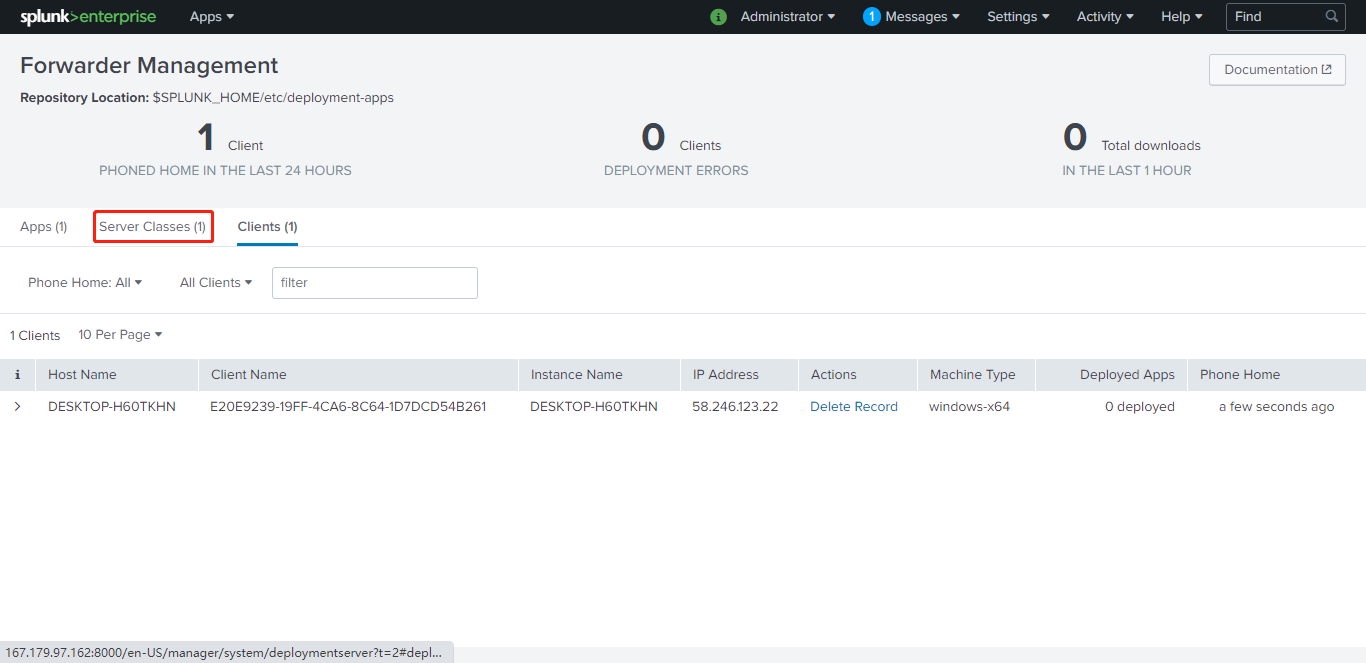 splunk>enterprise Apps i Administrator 1 Messages Settings Activity Help Find
Forwarder Management
Documentation
Repository Location: $SPLUNK_HOME/etc/deployment-apps
1 Client 0 Clients 0 Total downloads
PHONED HOME IN THE LAST 24 HOURS DEPLOYMENT ERRORS IN THE LAST 1 HOUR
Apps (1) Server Classes (1) Clients (1)
Phone Home: All All Clients filter
1 Clients 10 Per Page
i Host Name Client Name Instance Name IP Address Actions Machine Type Deployed Apps Phone Home
DESKTOP-H60TKHN E20E9239-19FF-4CA6-8C64-1D7DCD54B261 DESKTOP-H60TKHN 58.246.123.22 Delete Record windows-x64 0 deployed a few seconds ago
167.179.97.162:8000/en-US/manager/system/deploymentserver?t=2#depl...